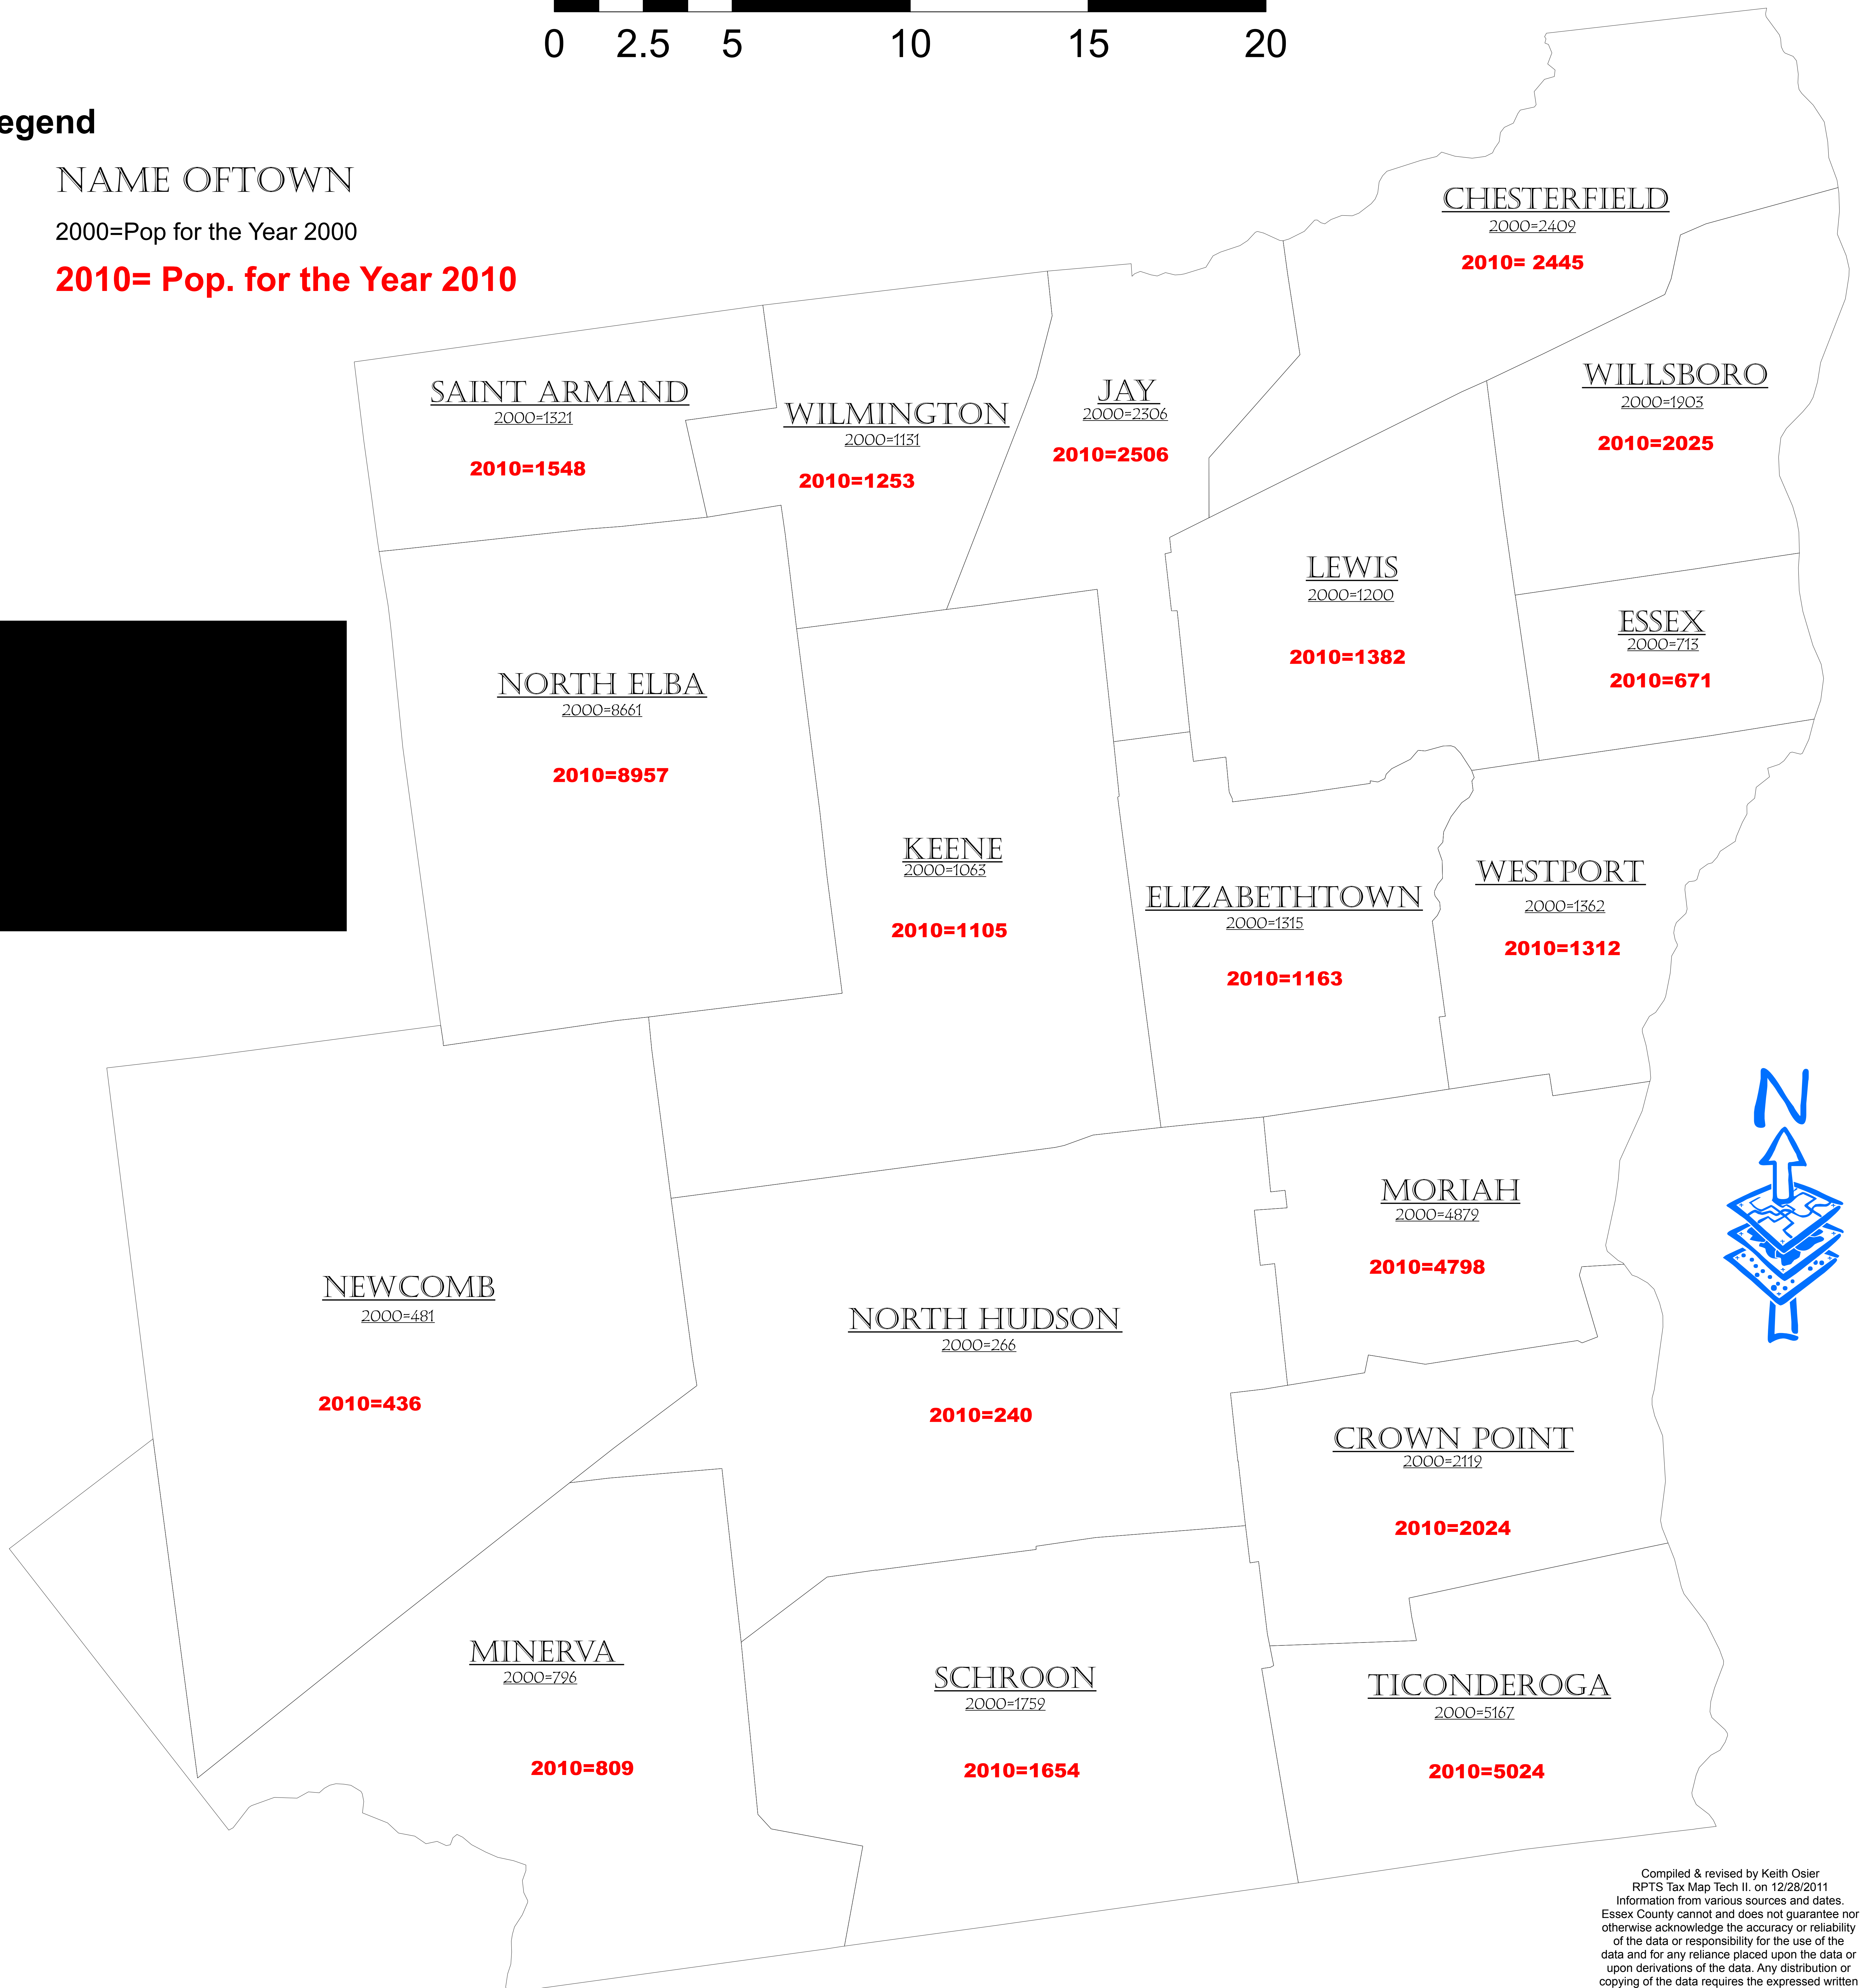 0 2.5 5 10 15 20
egend
NAME OFTOWN
2000=Pop for the Year 2000
2010= Pop. for the Year 2010
CHESTERFIELD
2000=2409
2010= 2445
WILLSBORO
2000=1903
2010=2025
SAINT ARMAND
2000=1321
2010=1548
WILMINGTON
2000=1131
2010=1253
JAY
2000=2306
2010=2506
LEWIS
2000=1200
2010=1382
ESSEX
2000=713
2010=671
NORTH ELBA
2000=8661
2010=8957
KEENE
2000=1063
2010=1105
ELIZABETHTOWN
2000=1315
2010=1163
WESTPORT
2000=1362
2010=1312
N
MORIAH
2000=4879
2010=4798
NEWCOMB
2000=481
2010=436
NORTH HUDSON
2000=266
2010=240
CROWN POINT
2000=2119
2010=2024
MINERVA
2000=796
2010=809
SCHROON
2000=1759
2010=1654
TICONDEROGA
2000=5167
2010=5024
Compiled & revised by Keith Osier
RPTS Tax Map Tech II. on 12/28/2011
Information from various sources and dates.
Essex County cannot and does not guarantee nor
otherwise acknowledge the accuracy or reliability
of the data or responsibility for the use of the
data and for any reliance placed upon the data or
upon derivations of the data. Any distribution or
copying of the data requires the expressed written